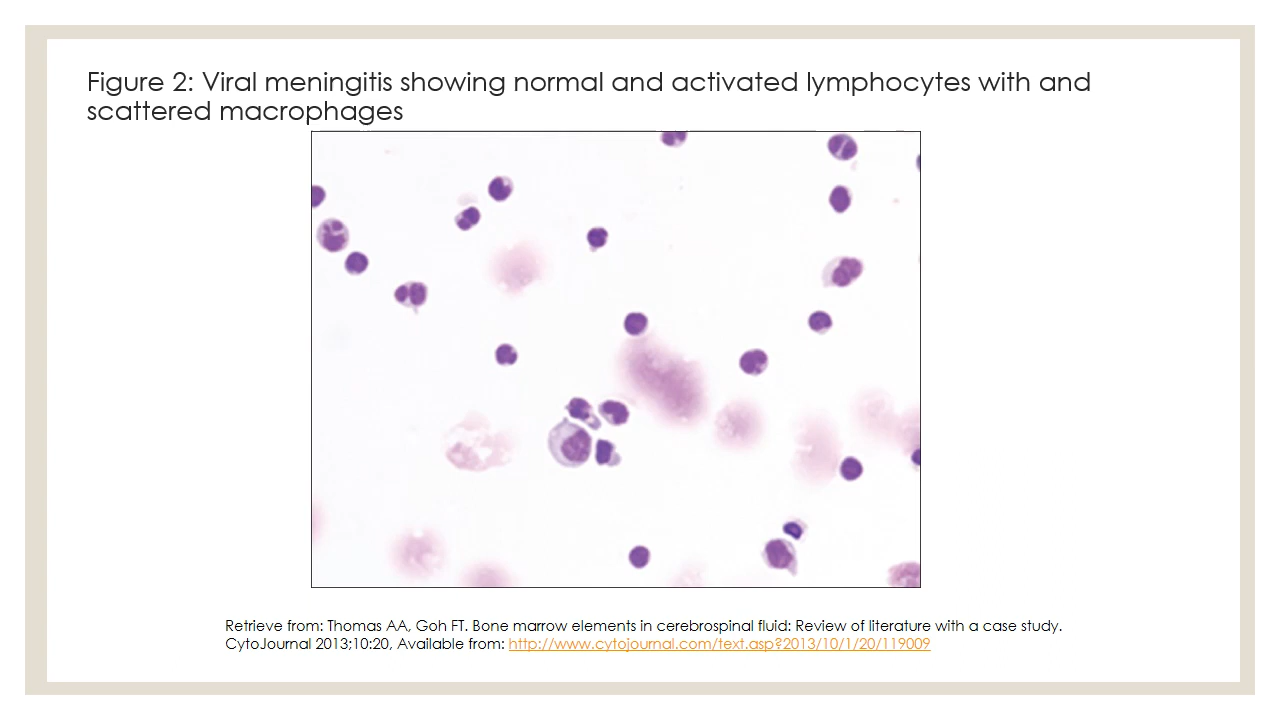 Figure 2: Viral meningitis showing normal and activated lymphocytes with and
scattered macrophages
Retrieve from: Thomas AA, Goh FT. Bone marrow elements in cerebrospinal fluid: Review of literature with a case study.
CytoJournal 2013;10:20, Available from: http://www.cytojournal.com/text.asp?2013/10/1/20/119009